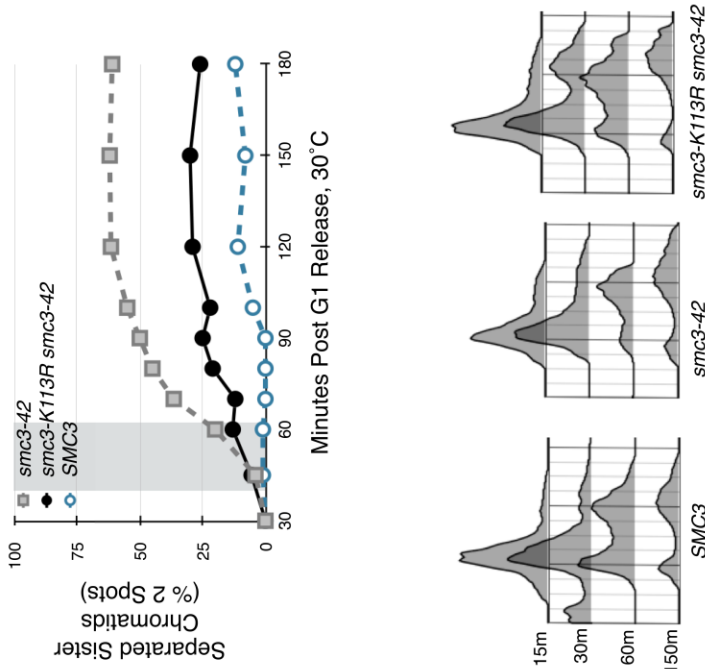 smc3-42
smc3-K113R smc3-42
SMC3
100
75
50
25
0
Separated Sister
Chromatids
(% 2 Spots)
30
60
90
120
150
180
Minutes Post G1 Release, 30˚C
15m
30m
60m
150m
SMC3
smc3-42
smc3-K113R smc3-42